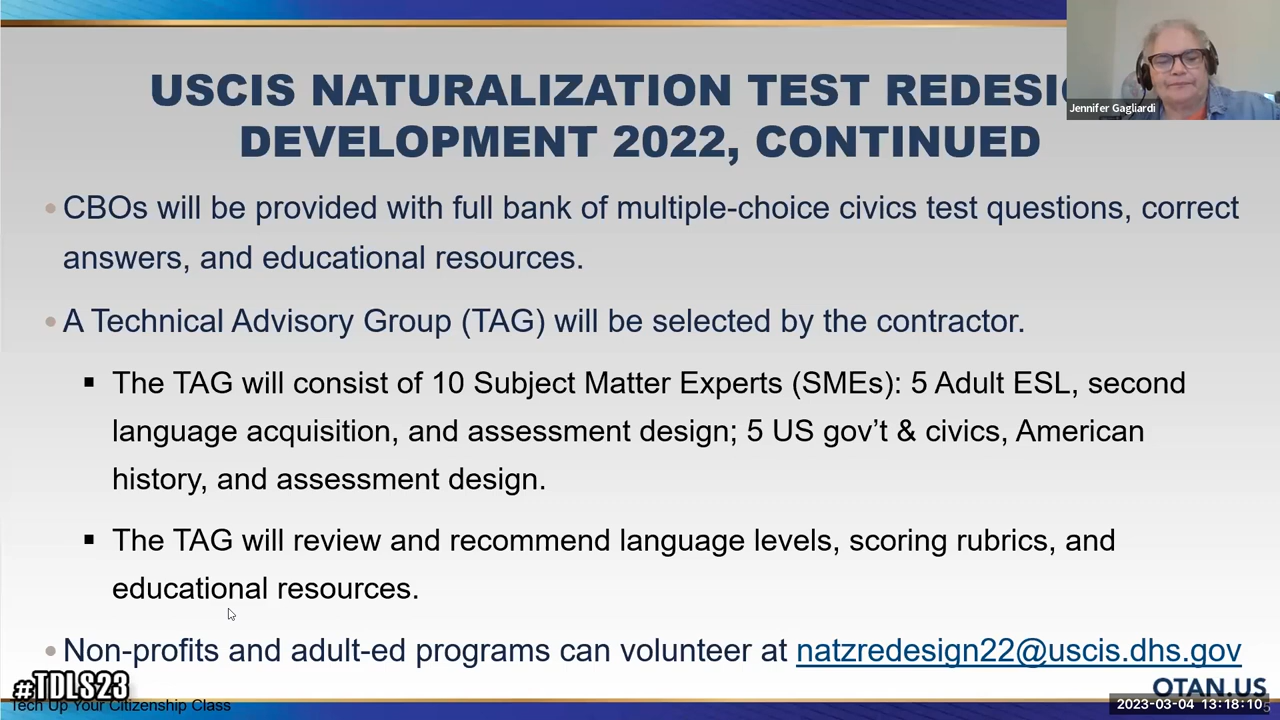 USCIS NATURALIZATION TEST REDESIG
DEVELOPMENT 2022, CONTINUED
Jennifer Gagliardi
• CBOs will be provided with full bank of multiple-choice civics test questions, correct
answers, and educational resources.
• A Technical Advisory Group (TAG) will be selected by the contractor.
▪ The TAG will consist of 10 Subject Matter Experts (SMEs): 5 Adult ESL, second
language acquisition, and assessment design; 5 US gov’t & civics, American
history, and assessment design.
▪ The TAG will review and recommend language levels, scoring rubrics, and
educational resources.
• Non-profits and adult-ed programs can volunteer at natzredesign22@uscis.dhs.gov
#TDLS23
OTAN.US
Tech Up Your Citizenship Class
2023-03-04 13:18:10
5